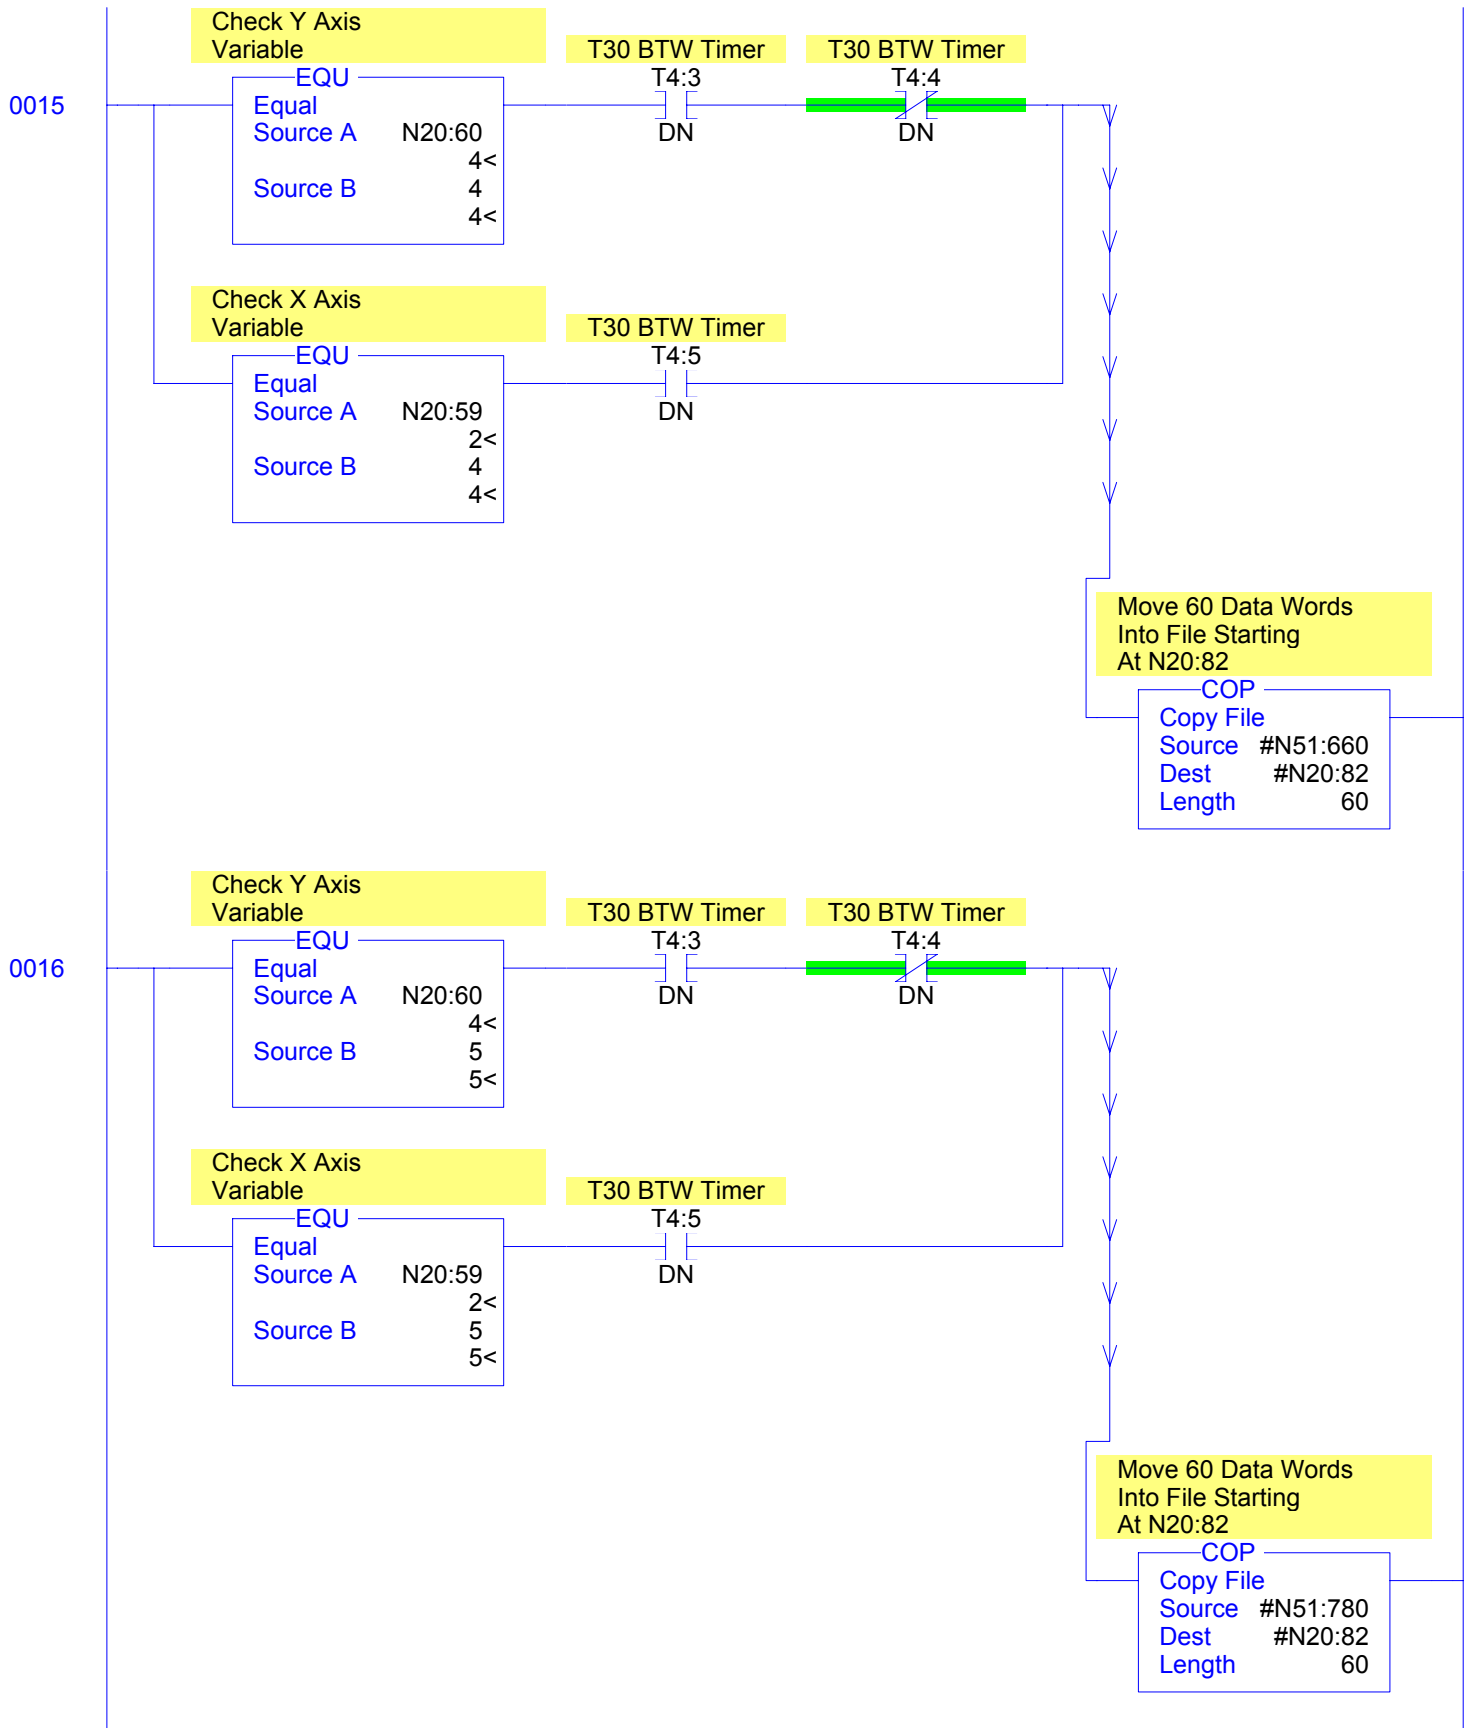 Check Y Axis
Variable
T30 BTW Timer
T30 BTW Timer
EQU
T4:3
T4:4
0015
Equal
Source A N20:60
DN
DN
4<
Source B 4
4<
Check X Axis
Variable
T30 BTW Timer
EQU
T4:5
Equal
Source A N20:59
DN
2<
Source B 4
4<
Move 60 Data Words
Into File Starting
At N20:82
COP
Copy File
Source #N51:660
Dest #N20:82
Length 60
Check Y Axis
Variable
T30 BTW Timer
T30 BTW Timer
EQU
T4:3
T4:4
0016
Equal
Source A N20:60
DN
DN
4<
Source B 5
5<
Check X Axis
Variable
T30 BTW Timer
EQU
T4:5
Equal
Source A N20:59
DN
2<
Source B 5
5<
Move 60 Data Words
Into File Starting
At N20:82
COP
Copy File
Source #N51:780
Dest #N20:82
Length 60